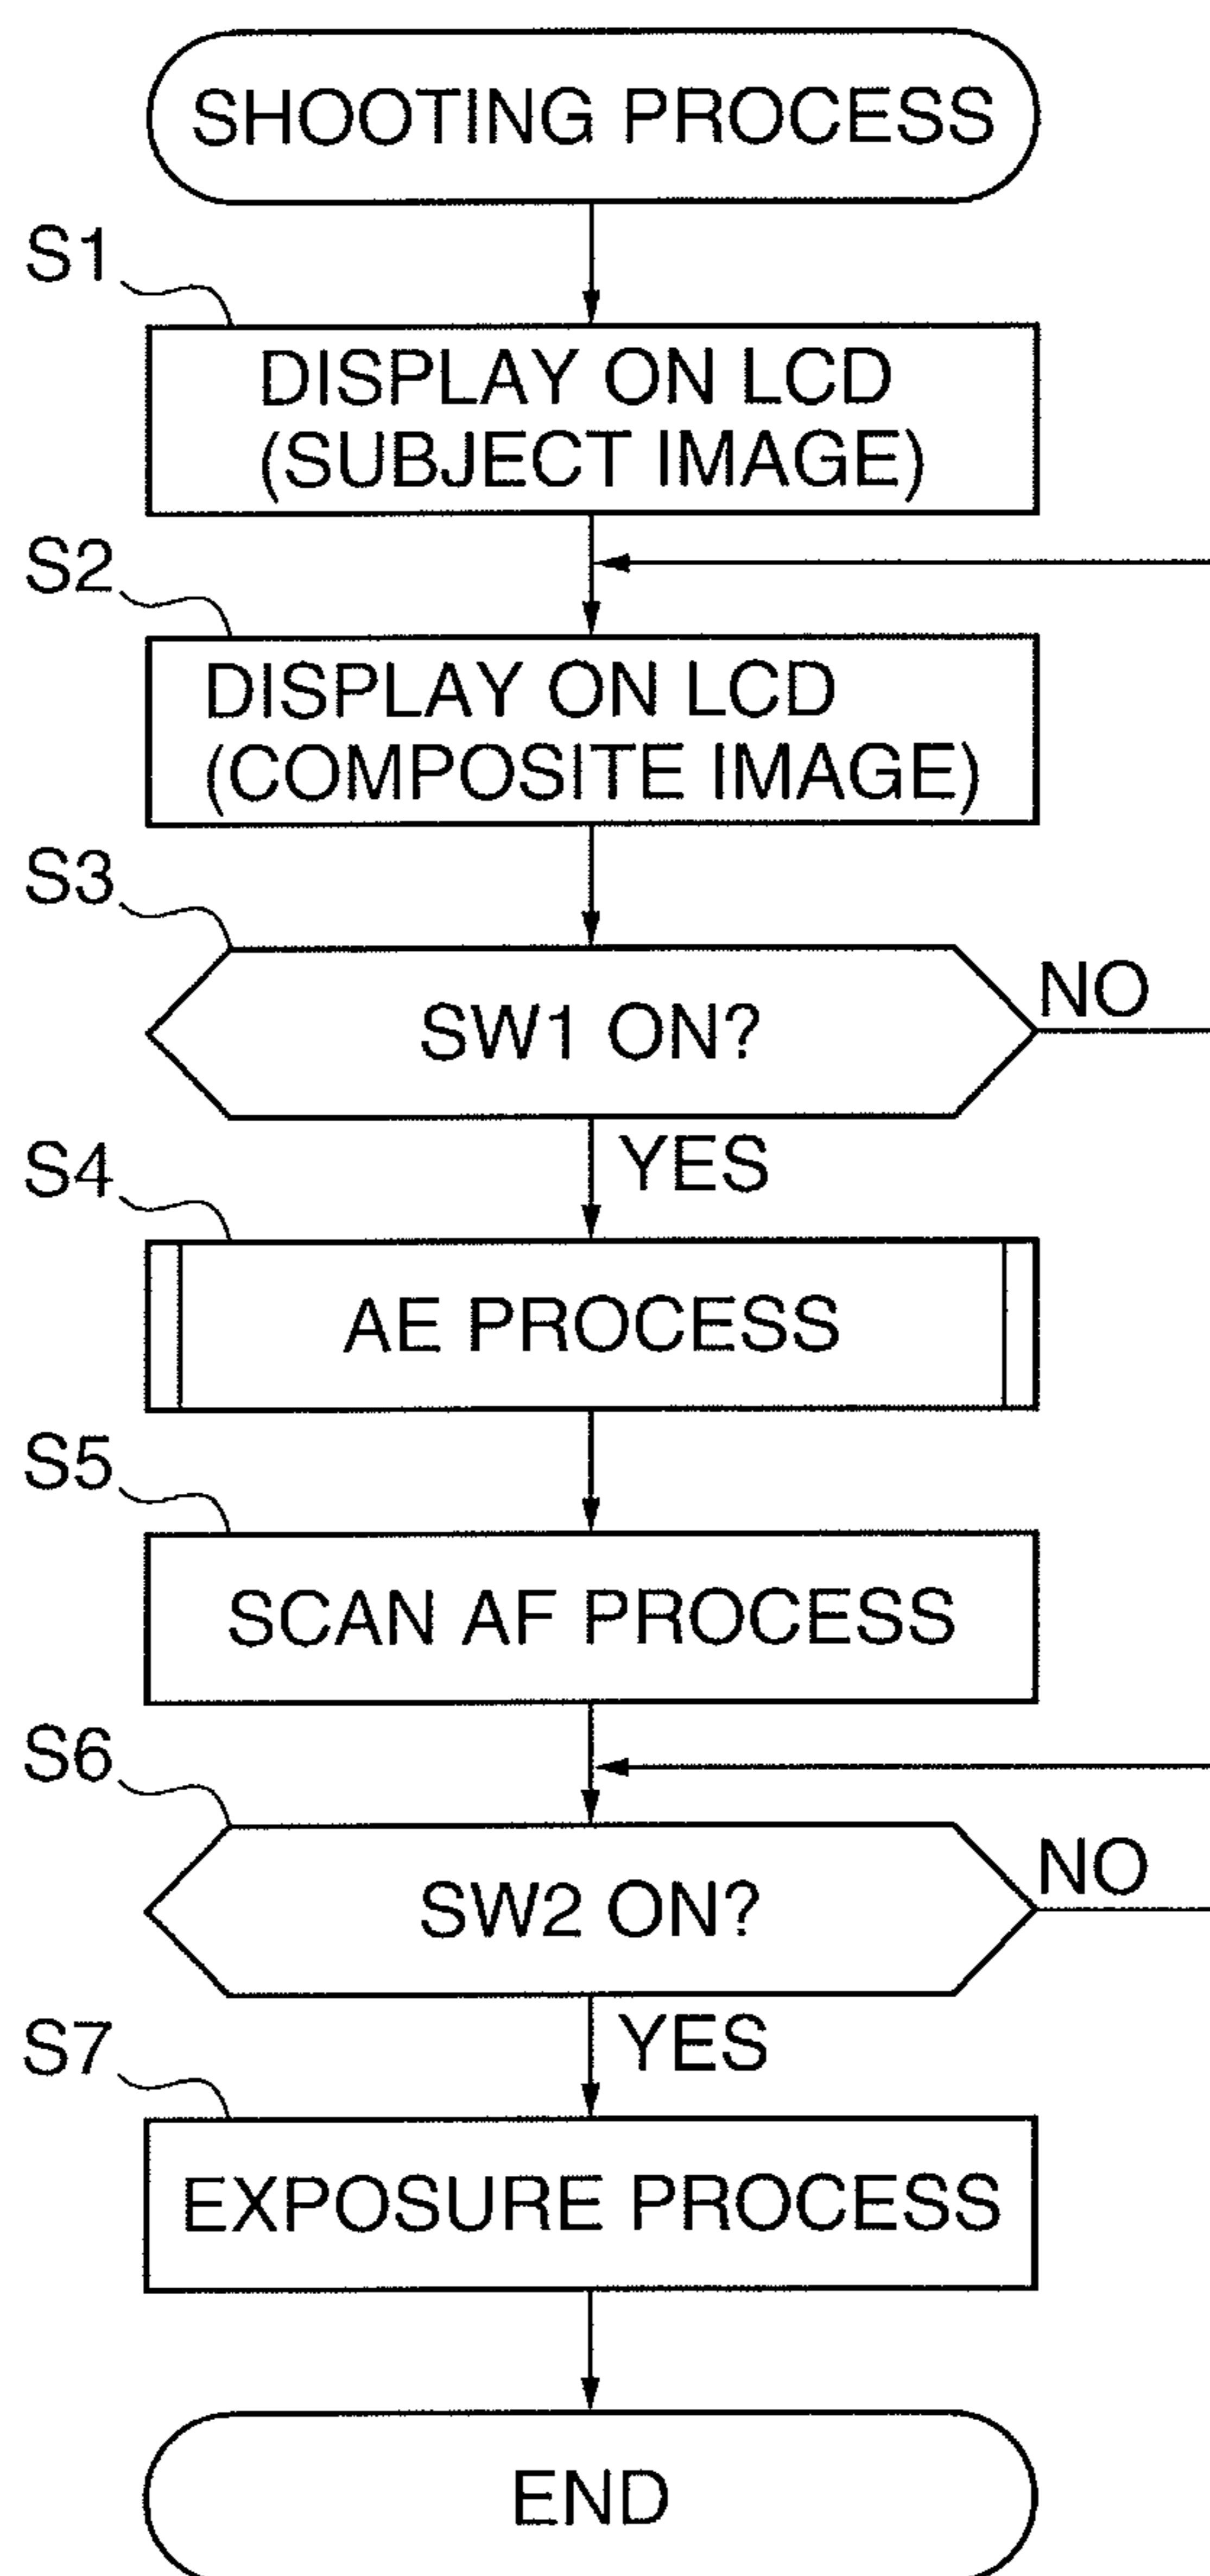 SHOOTING PROCESS
S1
DISPLAY ON LCD
(SUBJECT IMAGE)
S2
DISPLAY ON LCD
(COMPOSITE IMAGE)
S3
SW1 ON?
NO
YES
S4
AE PROCESS
S5
SCAN AF PROCESS
S6
SW2 ON?
NO
YES
S7
EXPOSURE PROCESS
END